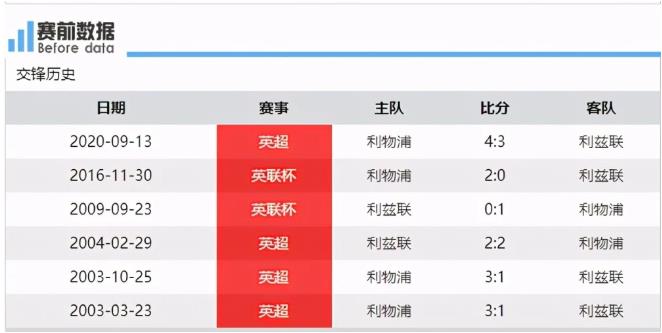 赛前数据
Before data
交锋历史
日期 赛事 主队 比分 客队
2020-09-13 英超 利物浦 4:3 利兹联
2016-11-30 英联杯 利物浦 2:0 利兹联
2009-09-23 英联杯 利兹联 0:1 利物浦
2004-02-29 英超 利兹联 2:2 利物浦
2003-10-25 英超 利物浦 3:1 利兹联
2003-03-23 英超 利物浦 3:1 利兹联